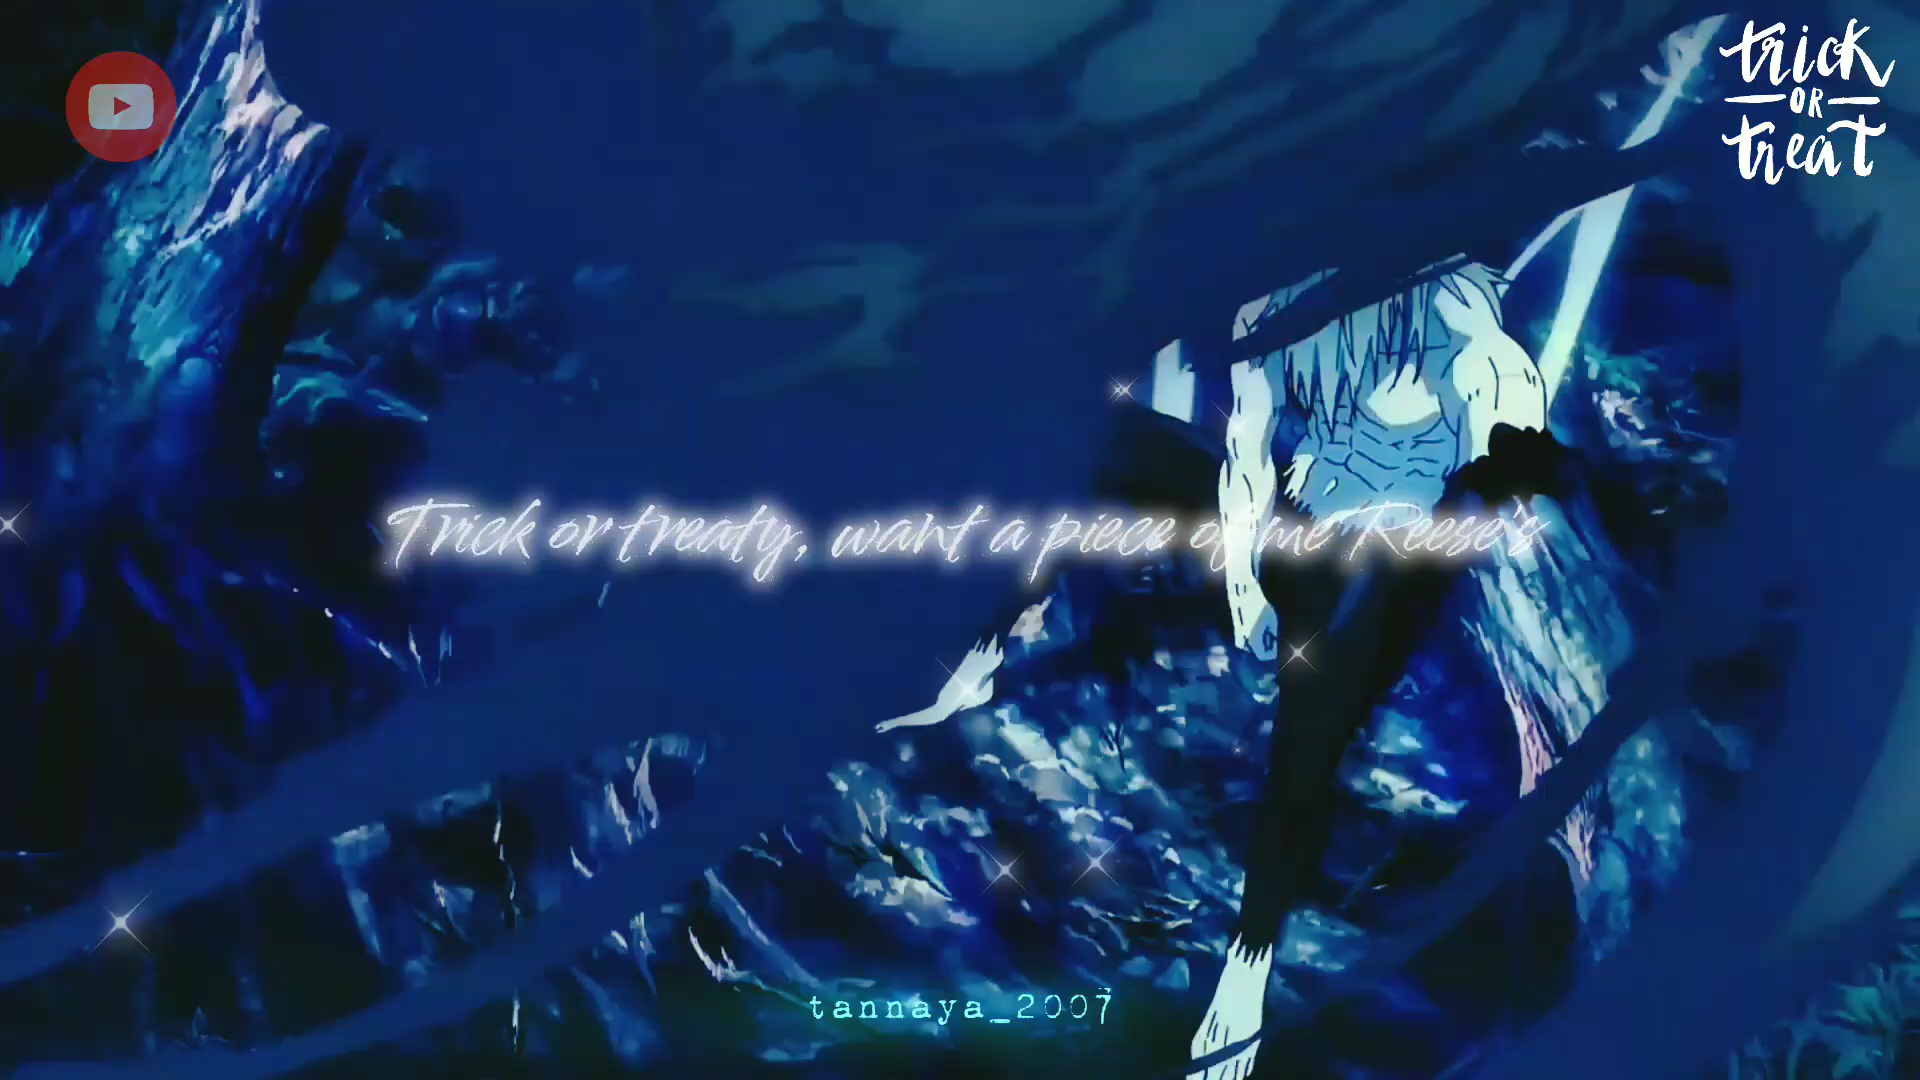 trick
OR
treat
Trick or treaty, want a piece of me Reese's
tannaya_2007